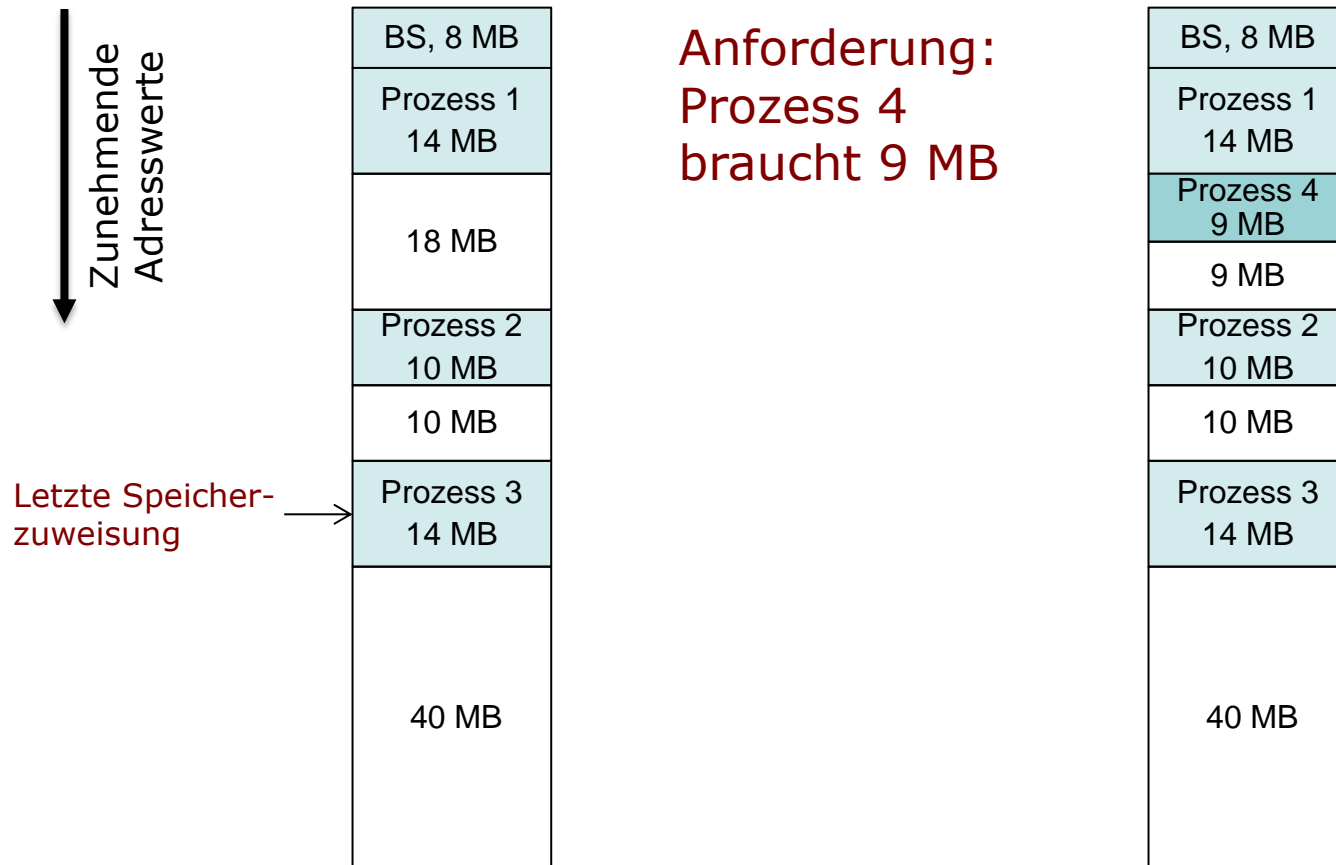 Zunehmende
Adresswerte
BS, 8 MB
Prozess 1
14 MB
18 MB
Prozess 2
10 MB
10 MB
Letzte Speicher-
zuweisung
Prozess 3
14 MB
40 MB
Anforderung:
Prozess 4
braucht 9 MB
BS, 8 MB
Prozess 1
14 MB
Prozess 4
9 MB
9 MB
Prozess 2
10 MB
10 MB
Prozess 3
14 MB
40 MB